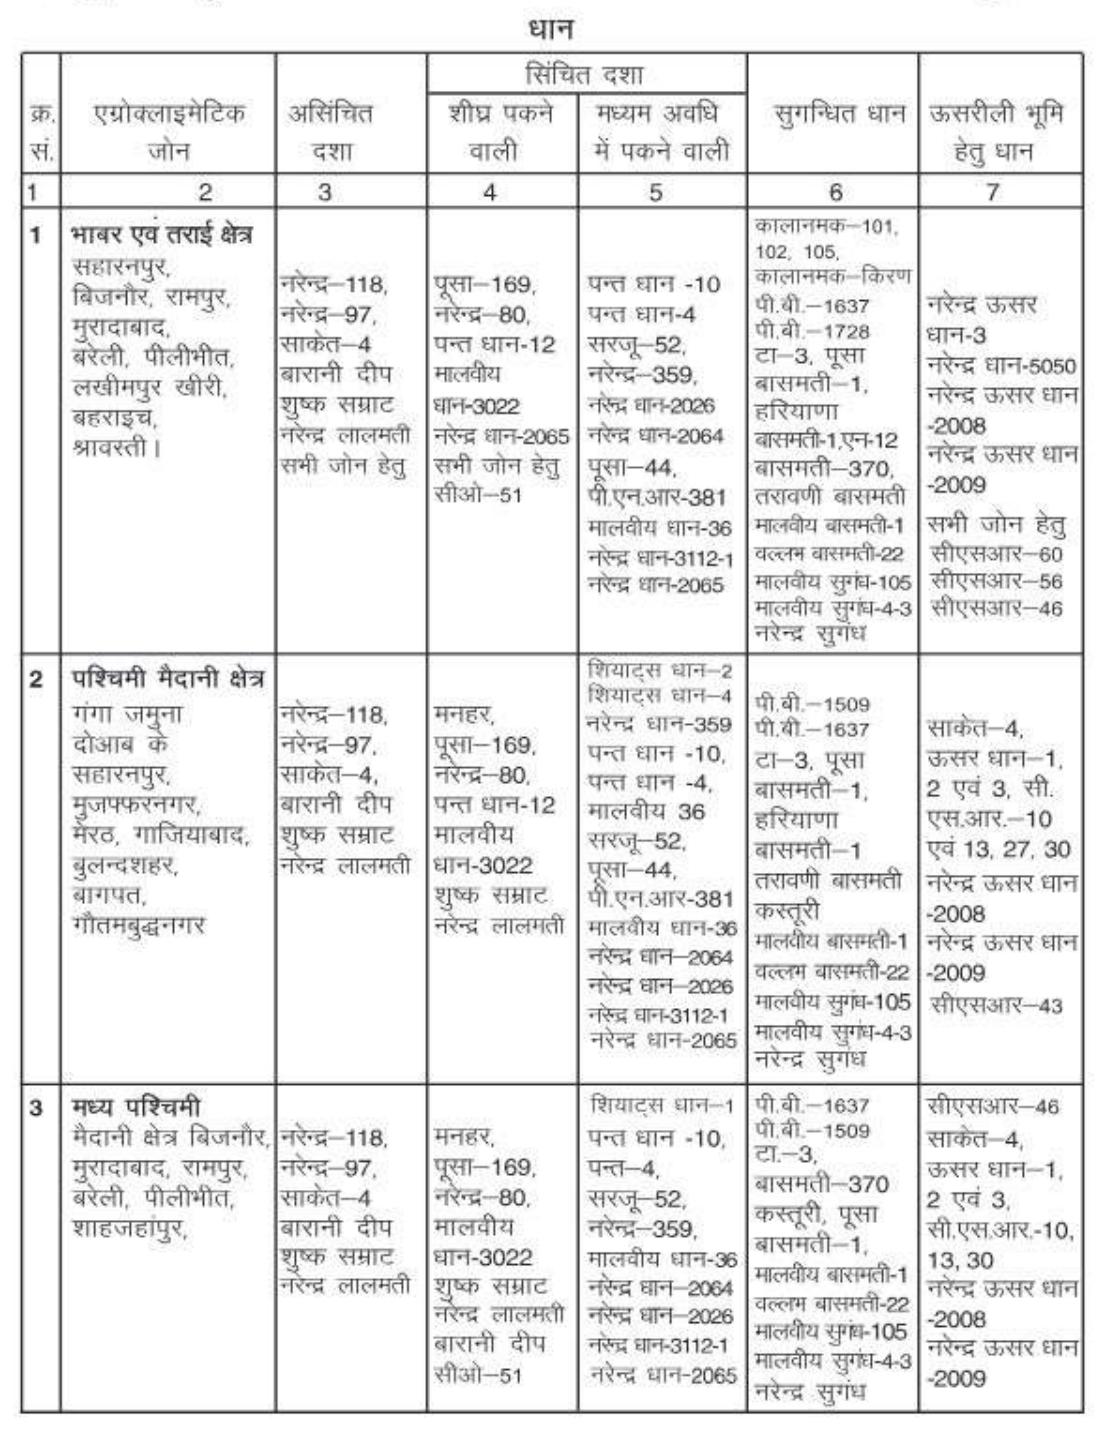 धान
सिंचित दशा
क्र. सं.
एग्रोक्लाइमेटिक जोन
असिंचित दशा
शीघ्र पकने वाली
मध्यम अवधि में पकने वाली
सुगन्धित धान
ऊसरीली भूमि हेतु धान
1 2 3 4 5 6 7
1
भाबर एवं तराई क्षेत्र
सहारनपुर,
बिजनौर, रामपुर,
मुरादाबाद,
बरेली, पीलीभीत,
लखीमपुर खीरी,
बहराइच,
श्रावस्ती।
नरेन्द्र–118,
नरेन्द्र–97,
साकेत–4
बारानी दीप
शुष्क सम्राट
नरेन्द्र लालमती
सभी जोन हेतु
पूसा–169,
नरेन्द्र–80,
पन्त धान-12
मालवीय
धान-3022
नरेन्द्र धान-2065
सभी जोन हेतु
सीओ–51
पन्त धान -10
पन्त धान-4
सरजू–52,
नरेन्द्र–359,
नरेन्द्र धान-2026
नरेन्द्र धान-2064
पूसा–44,
पी.एन.आर-381
मालवीय धान-36
नरेन्द्र धान-3112-1
नरेन्द्र धान-2065
कालानमक–101,
102, 105,
कालानमक–किरण
पी.बी.–1637
पी.बी.–1728
टा–3, पूसा
बासमती–1,
हरियाणा
बासमती-1,एन-12
बासमती–370,
तरावणी बासमती
मालवीय बासमती-1
वल्लभ बासमती-22
मालवीय सुगंध-105
मालवीय सुगंध-4-3
नरेन्द्र सुगंध
नरेन्द्र ऊसर
धान-3
नरेन्द्र धान-5050
नरेन्द्र ऊसर धान
-2008
नरेन्द्र ऊसर धान
-2009
सभी जोन हेतु
सीएसआर–60
सीएसआर–56
सीएसआर–46
2
पश्चिमी मैदानी क्षेत्र
गंगा जमुना
दोआब के
सहारनपुर,
मुजफ्फरनगर,
मेरठ, गाजियाबाद,
बुलन्दशहर,
बागपत,
गौतमबुद्धनगर
नरेन्द्र–118,
नरेन्द्र–97,
साकेत–4,
बारानी दीप
शुष्क सम्राट
नरेन्द्र लालमती
मनहर,
पूसा–169,
नरेन्द्र–80,
पन्त धान-12
मालवीय
धान-3022
शुष्क सम्राट
नरेन्द्र लालमती
शियाट्स धान–2
शियाट्स धान–4
नरेन्द्र धान-359
पन्त धान -10,
पन्त धान -4,
मालवीय 36
सरजू–52,
पूसा–44,
पी.एन.आर-381
मालवीय धान-36
नरेन्द्र धान–2064
नरेन्द्र धान–2026
नरेन्द्र धान-3112-1
नरेन्द्र धान-2065
पी.बी.–1509
पी.बी.–1637
टा–3, पूसा
बासमती–1,
हरियाणा
बासमती–1
तरावणी बासमती
कस्तूरी
मालवीय बासमती-1
वल्लभ बासमती-22
मालवीय सुगंध-105
मालवीय सुगंध-4-3
नरेन्द्र सुगंध
साकेत–4,
ऊसर धान–1,
2 एवं 3, सी.
एस.आर.–10
एवं 13, 27, 30
नरेन्द्र ऊसर धान
-2008
नरेन्द्र ऊसर धान
-2009
सीएसआर–43
3
मध्य पश्चिमी
मैदानी क्षेत्र बिजनौर,
मुरादाबाद, रामपुर,
बरेली, पीलीभीत,
शाहजहांपुर,
नरेन्द्र–118,
नरेन्द्र–97,
साकेत–4
बारानी दीप
शुष्क सम्राट
नरेन्द्र लालमती
मनहर,
पूसा–169,
नरेन्द्र–80,
मालवीय
धान-3022
शुष्क सम्राट
नरेन्द्र लालमती
बारानी दीप
सीओ–51
शियाट्स धान–1
पन्त धान -10,
पन्त–4,
सरजू–52,
नरेन्द्र–359,
मालवीय धान-36
नरेन्द्र धान–2064
नरेन्द्र धान–2026
नरेन्द्र धान-3112-1
नरेन्द्र धान-2065
पी.बी.–1637
पी.बी.–1509
टा.–3,
बासमती–370
कस्तूरी, पूसा
बासमती–1,
मालवीय बासमती-1
वल्लभ बासमती-22
मालवीय सुगंध-105
मालवीय सुगंध-4-3
नरेन्द्र सुगंध
सीएसआर–46
साकेत–4,
ऊसर धान–1,
2 एवं 3,
सी.एस.आर.-10,
13, 30
नरेन्द्र ऊसर धान
-2008
नरेन्द्र ऊसर धान
-2009